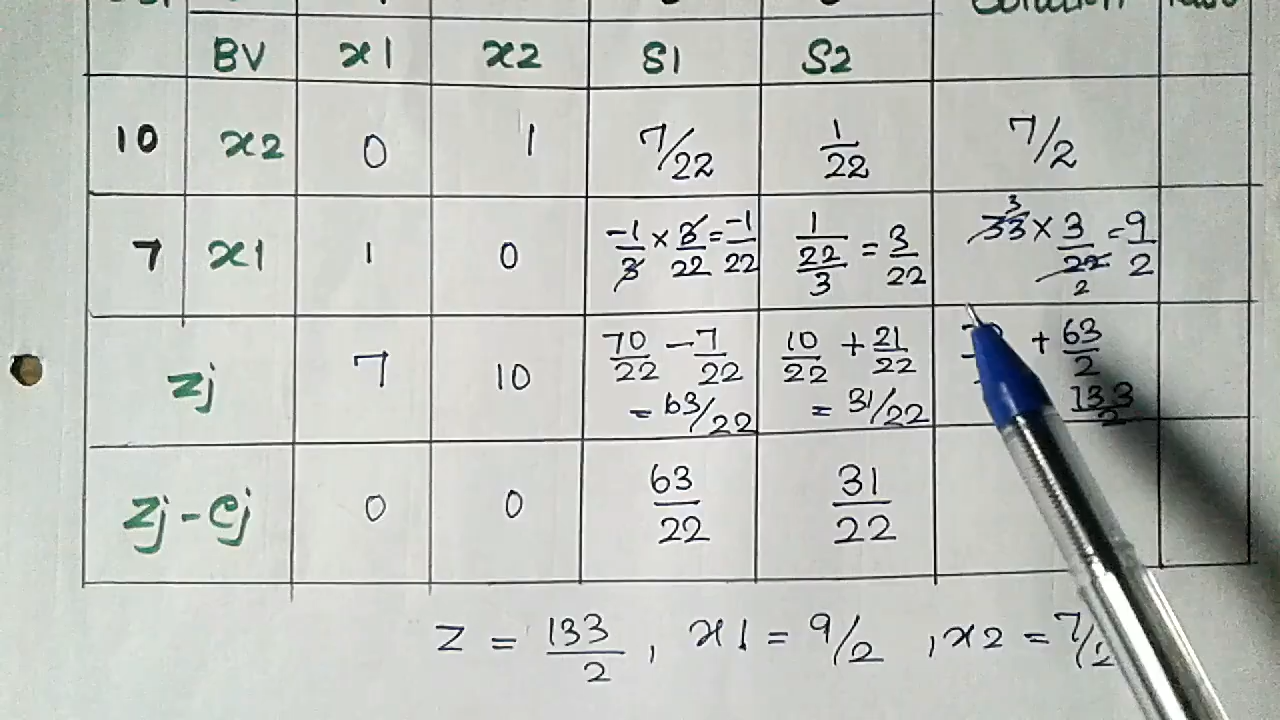 BV x1 x2 S1 S2
10 x2 0 1 7/22 1/22 7/2
7 x1 1 0 -1/3 × 3/22 = -1/22 1/(22/3) = 3/22 33 3 × 3/22 2 = 9/2
Zj 7 10 70/22 - 7/22 = 63/22 10/22 + 21/22 = 31/22 + 63/2 133/2
Zj - Cj 0 0 63/22 31/22
Z = 133/2 , x1 = 9/2 , x2 = 7/2